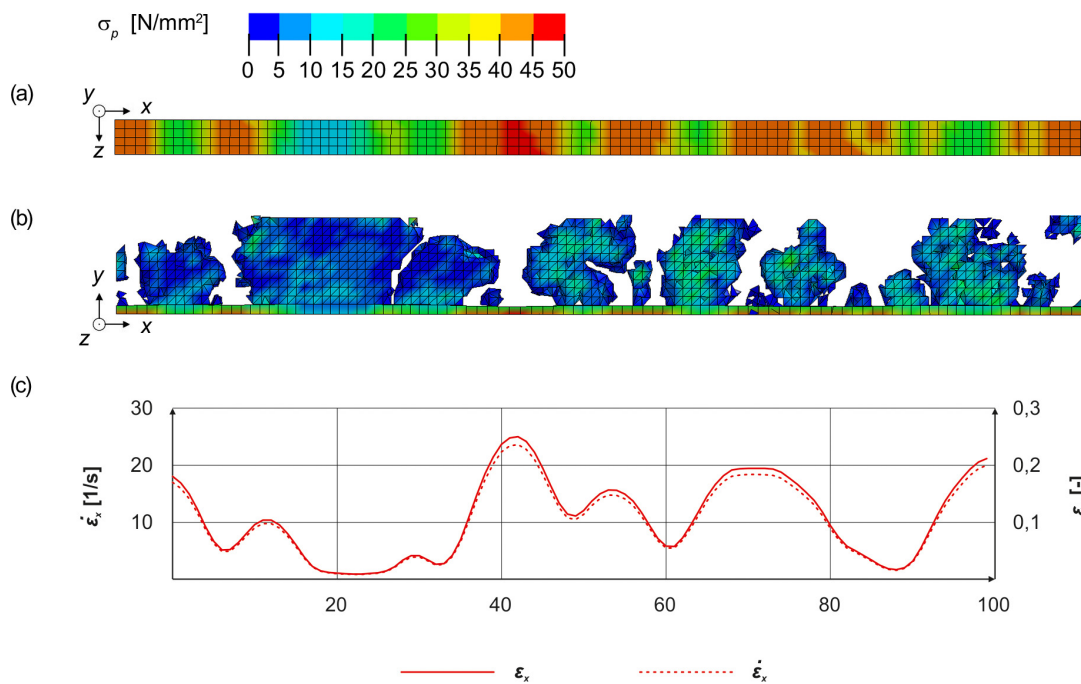 σp [N/mm²]
0 5 10 15 20 25 30 35 40 45 50
(a)
y x
z
(b)
y
z x
(c)
30 0,3
20 0,2
10 0,1
ε̇x [1/s]
[-]
20 40 60 80 100
εx ε̇x